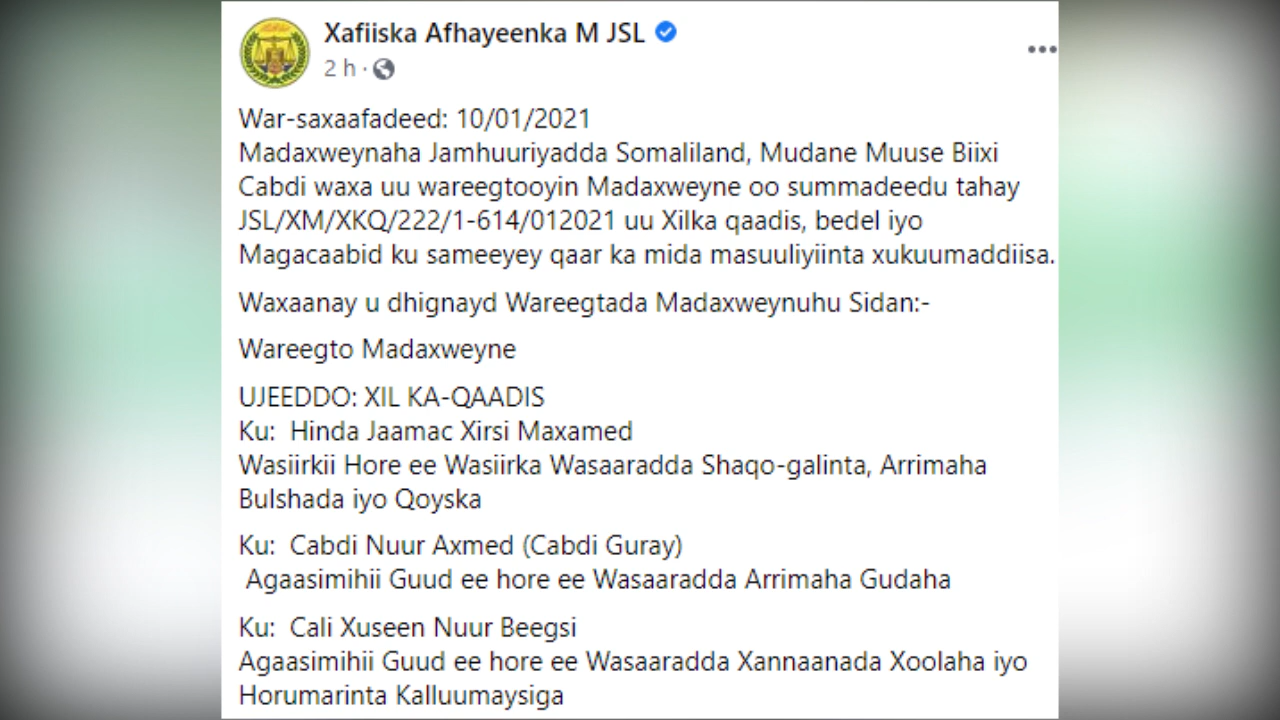 Xafiiska Afhayeenka M JSL
2 h ·
War-saxaafadeed: 10/01/2021
Madaxweynaha Jamhuuriyadda Somaliland, Mudane Muuse Biixi
Cabdi waxa uu wareegtooyin Madaxweyne oo summadeedu tahay
JSL/XM/XKQ/222/1-614/012021 uu Xilka qaadis, bedel iyo
Magacaabid ku sameeyey qaar ka mida masuuliyiinta xukuumaddiisa.
Waxaanay u dhignayd Wareegtada Madaxweynuhu Sidan:-
Wareegto Madaxweyne
UJEEDDO: XIL KA-QAADIS
Ku:  Hinda Jaamac Xirsi Maxamed
Wasiirkii Hore ee Wasiirka Wasaaradda Shaqo-galinta, Arrimaha
Bulshada iyo Qoyska
Ku:  Cabdi Nuur Axmed (Cabdi Guray)
Agaasimihii Guud ee hore ee Wasaaradda Arrimaha Gudaha
Ku:  Cali Xuseen Nuur Beegsi
Agaasimihii Guud ee hore ee Wasaaradda Xannaanada Xoolaha iyo
Horumarinta Kalluumaysiga